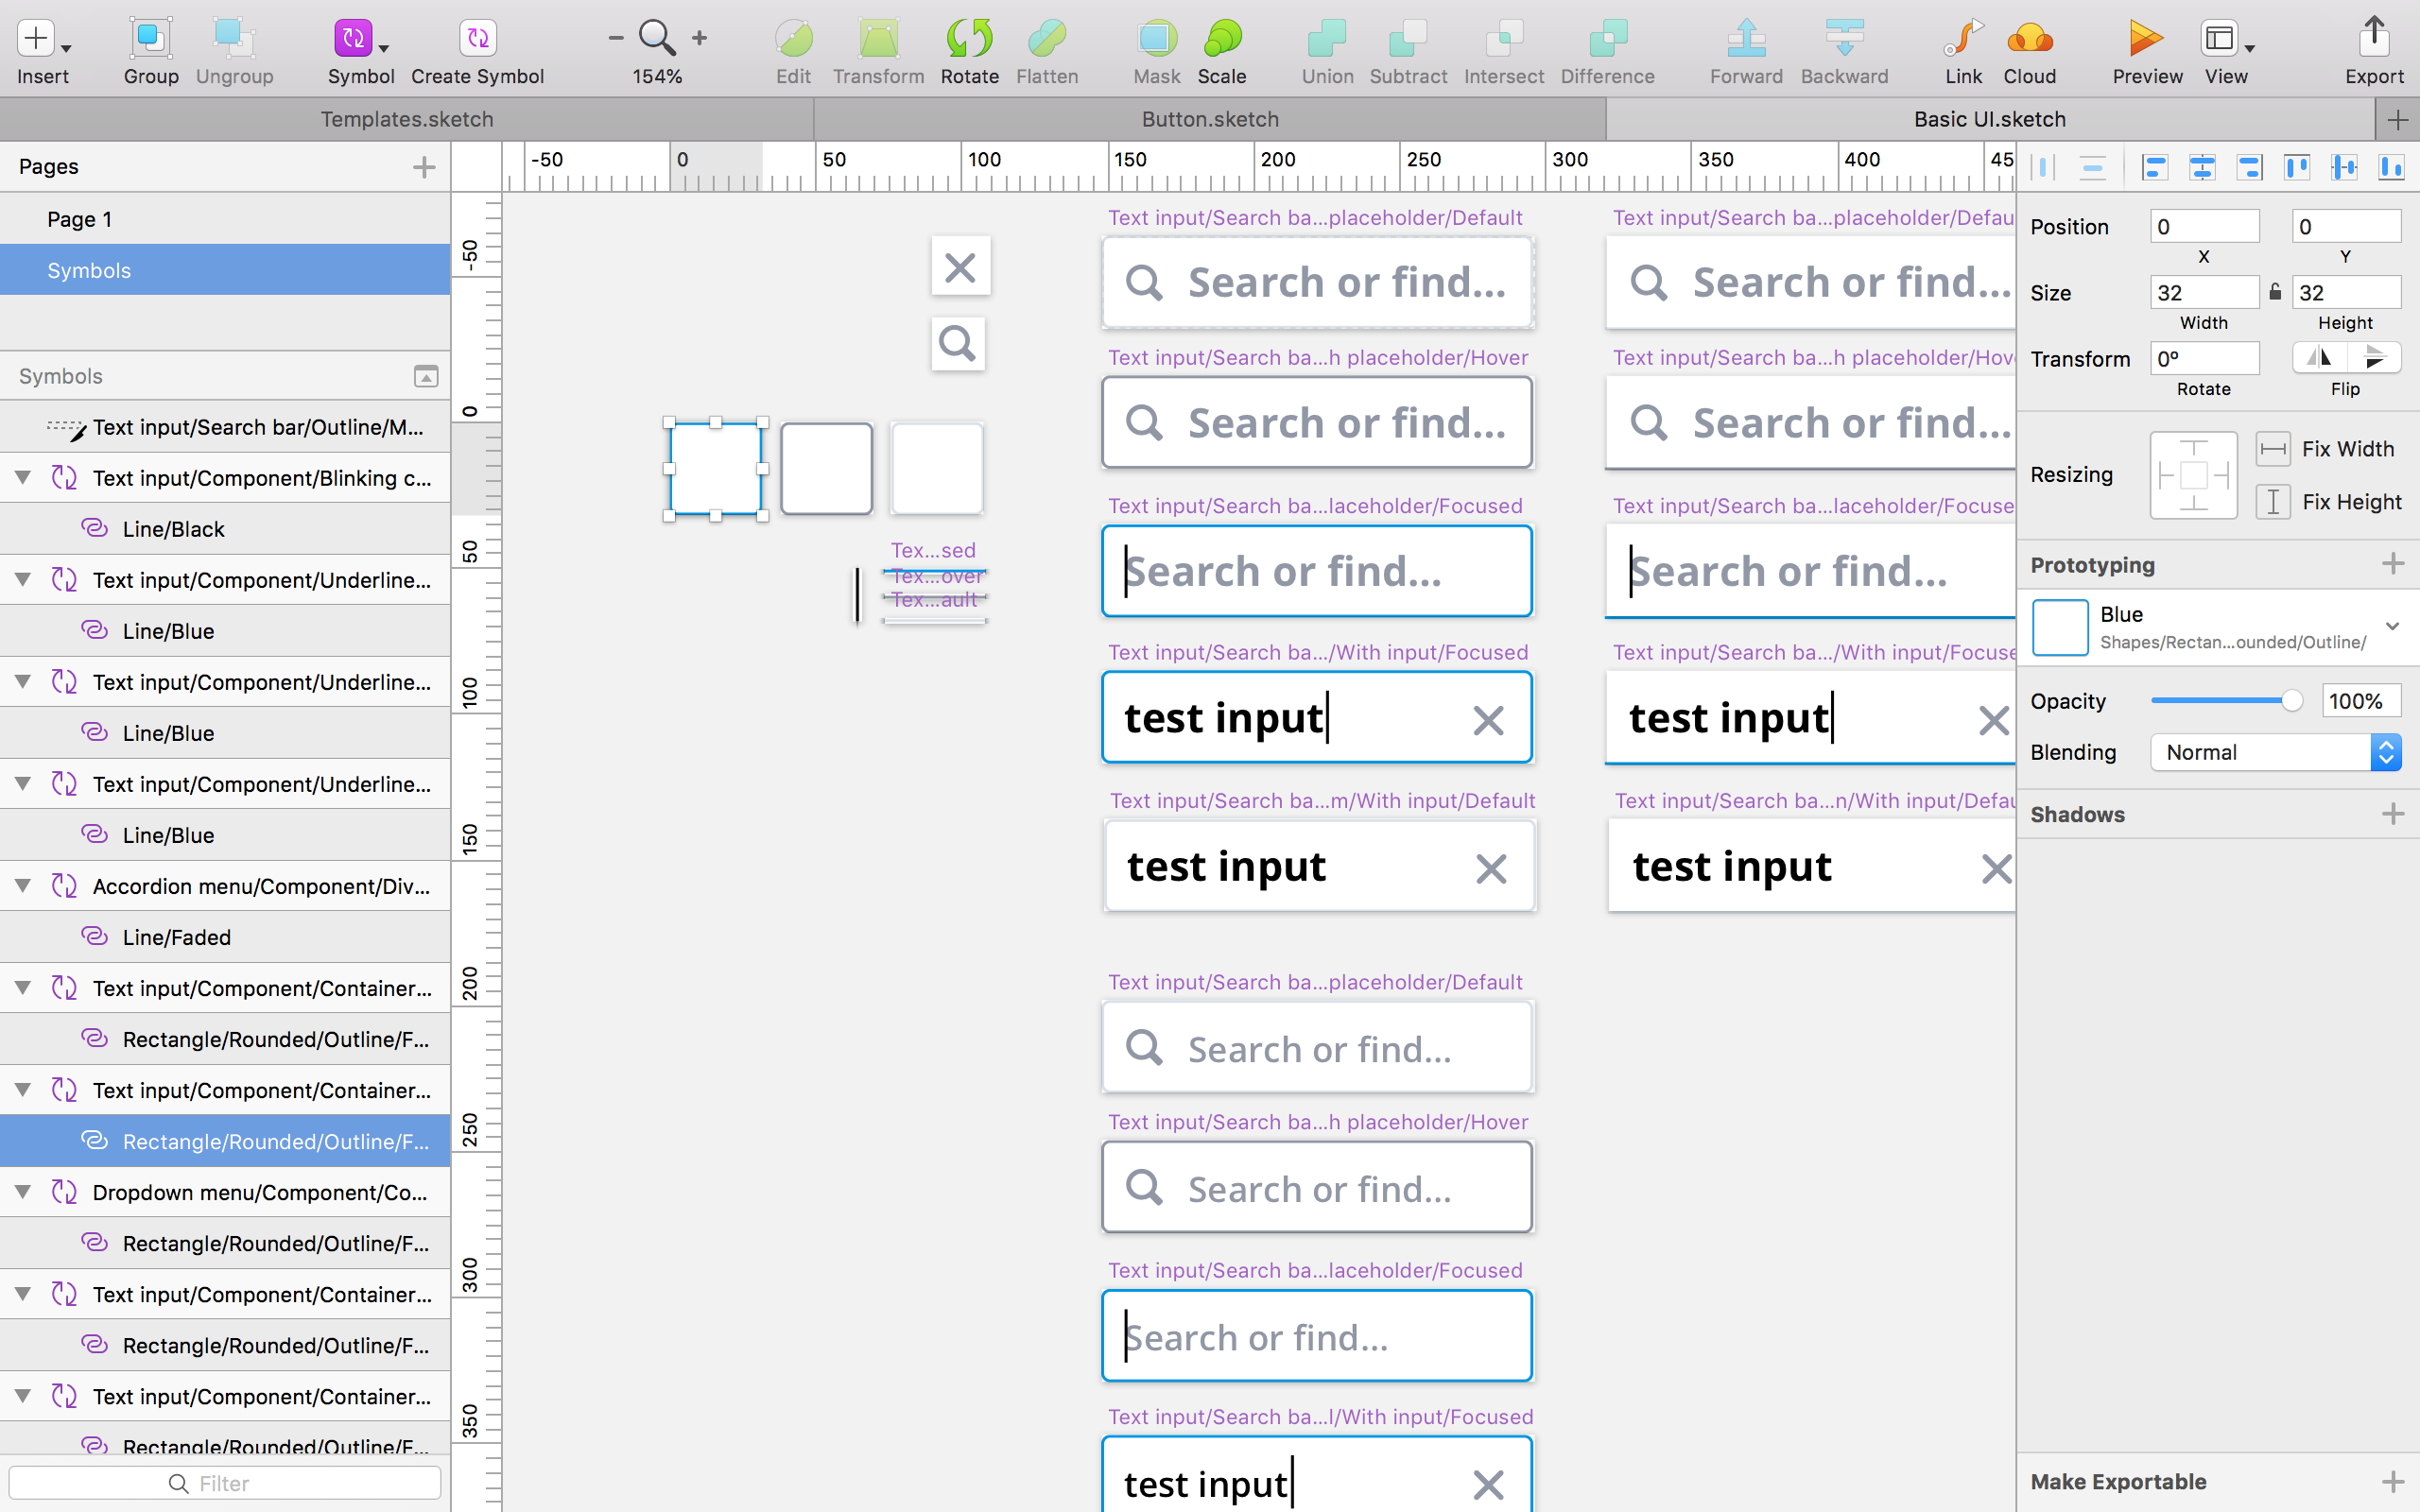 Insert
Group
Ungroup
Symbol
Create Symbol
154%
Edit
Transform
Rotate
Flatten
Mask
Scale
Union
Subtract
Intersect
Difference
Forward
Backward
Link
Cloud
Preview
View
Export
Templates.sketch
Button.sketch
Basic UI.sketch
Pages
Page 1
Symbols
Symbols
Text input/Search bar/Outline/M...
Text input/Component/Blinking c...
Line/Black
Text input/Component/Underline...
Line/Blue
Text input/Component/Underline...
Line/Blue
Text input/Component/Underline...
Line/Blue
Accordion menu/Component/Div...
Line/Faded
Text input/Component/Container...
Rectangle/Rounded/Outline/F...
Text input/Component/Container...
Rectangle/Rounded/Outline/F...
Dropdown menu/Component/Co...
Rectangle/Rounded/Outline/F...
Text input/Component/Container...
Rectangle/Rounded/Outline/F...
Text input/Component/Container...
Rectangle/Rounded/Outline/F...
Filter
-50
0
50
100
150
200
250
300
350
400
45
-50
0
50
100
150
200
250
300
350
Tex...sed
Tex...over
Tex...ault
Text input/Search ba...placeholder/Default
Search or find...
Text input/Search ba...h placeholder/Hover
Search or find...
Text input/Search ba...laceholder/Focused
Search or find...
Text input/Search ba.../With input/Focused
test input
Text input/Search ba...m/With input/Default
test input
Text input/Search ba...placeholder/Default
Search or find...
Text input/Search ba...h placeholder/Hover
Search or find...
Text input/Search ba...laceholder/Focused
Search or find...
Text input/Search ba...l/With input/Focused
test input
Text input/Search ba...placeholder/Defau
Search or find...
Text input/Search ba...h placeholder/Hov
Search or find...
Text input/Search ba...laceholder/Focuse
Search or find...
Text input/Search ba.../With input/Focuse
test input
Text input/Search ba...n/With input/Defau
test input
Position
0
0
X
Y
Size
32
32
Width
Height
Transform
0º
Rotate
Flip
Resizing
Fix Width
Fix Height
Prototyping
Blue
Shapes/Rectan...ounded/Outline/
Opacity
100%
Blending
Normal
Shadows
Make Exportable